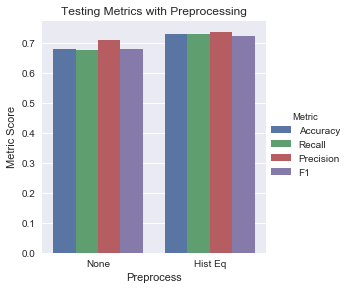 Testing Metrics with Preprocessing
Metric Score
0.7
0.6
0.5
0.4
0.3
0.2
0.1
0.0
None
Hist Eq
Preprocess
Metric
Accuracy
Recall
Precision
F1